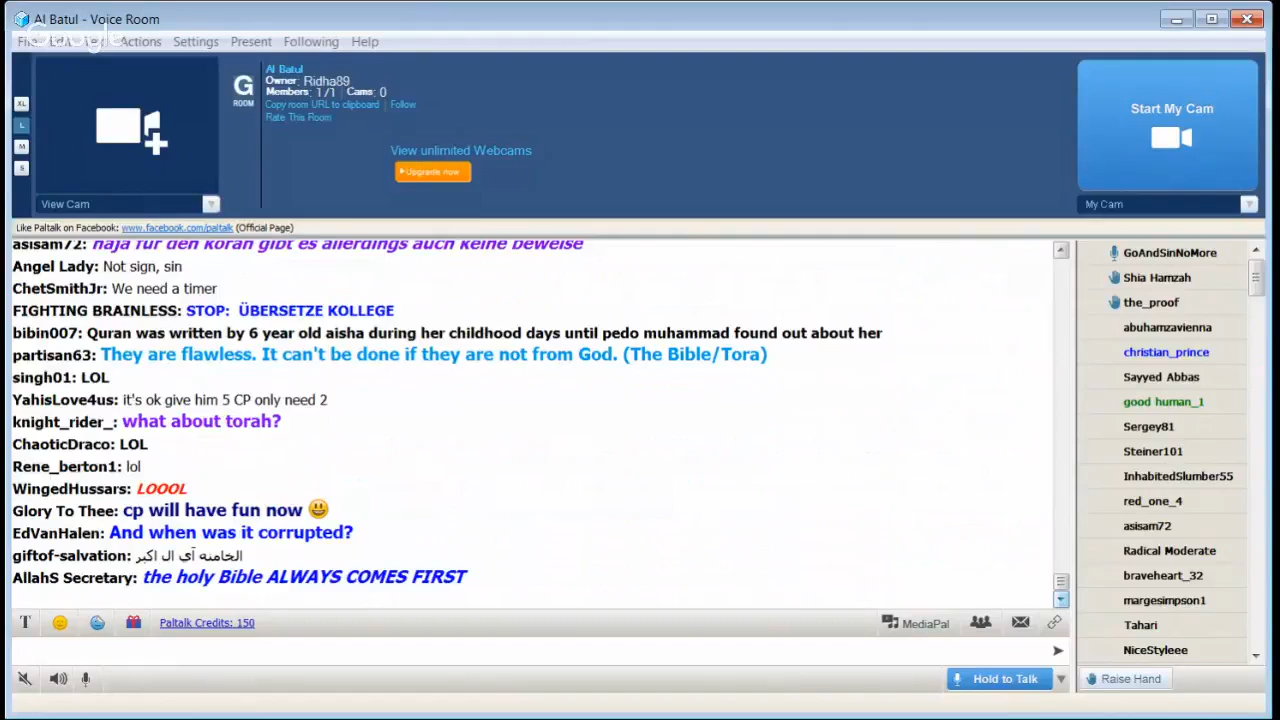 Al Batul - Voice Room
Google
Actions Settings Present Following Help
Al Batul
G
ROOM
Owner: Ridha89
Members: 1/1 Cams: 0
Copy room URL to clipboard | Follow
Rate This Room
XL
L
M
S
View unlimited Webcams
Upgrade now
Start My Cam
View Cam
My Cam
Like Paltalk on Facebook: www.facebook.com/paltalk (Official Page)
asisam72: naja für den koran gibt es allerdings auch keine beweise
Angel Lady: Not sign, sin
ChetSmithJr: We need a timer
FIGHTING BRAINLESS: STOP: ÜBERSETZE KOLLEGE
bibin007: Quran was written by 6 year old aisha during her childhood days until pedo muhammad found out about her
partisan63: They are flawless. It can't be done if they are not from God. (The Bible/Tora)
singh01: LOL
YahisLove4us: it's ok give him 5 CP only need 2
knight_rider_: what about torah?
ChaoticDraco: LOL
Rene_berton1: lol
WingedHussars: LOOOL
Glory To Thee: cp will have fun now
EdVanHalen: And when was it corrupted?
giftof-salvation: الخامنه آي ال اكبر
AllahS Secretary: the holy Bible ALWAYS COMES FIRST
GoAndSinNoMore
Shia Hamzah
the_proof
abuhamzavienna
christian_prince
Sayyed Abbas
good human_1
Sergey81
Steiner101
InhabitedSlumber55
red_one_4
asisam72
Radical Moderate
braveheart_32
margesimpson1
Tahari
NiceStyleee
T
Paltalk Credits: 150
MediaPal
Hold to Talk
Raise Hand